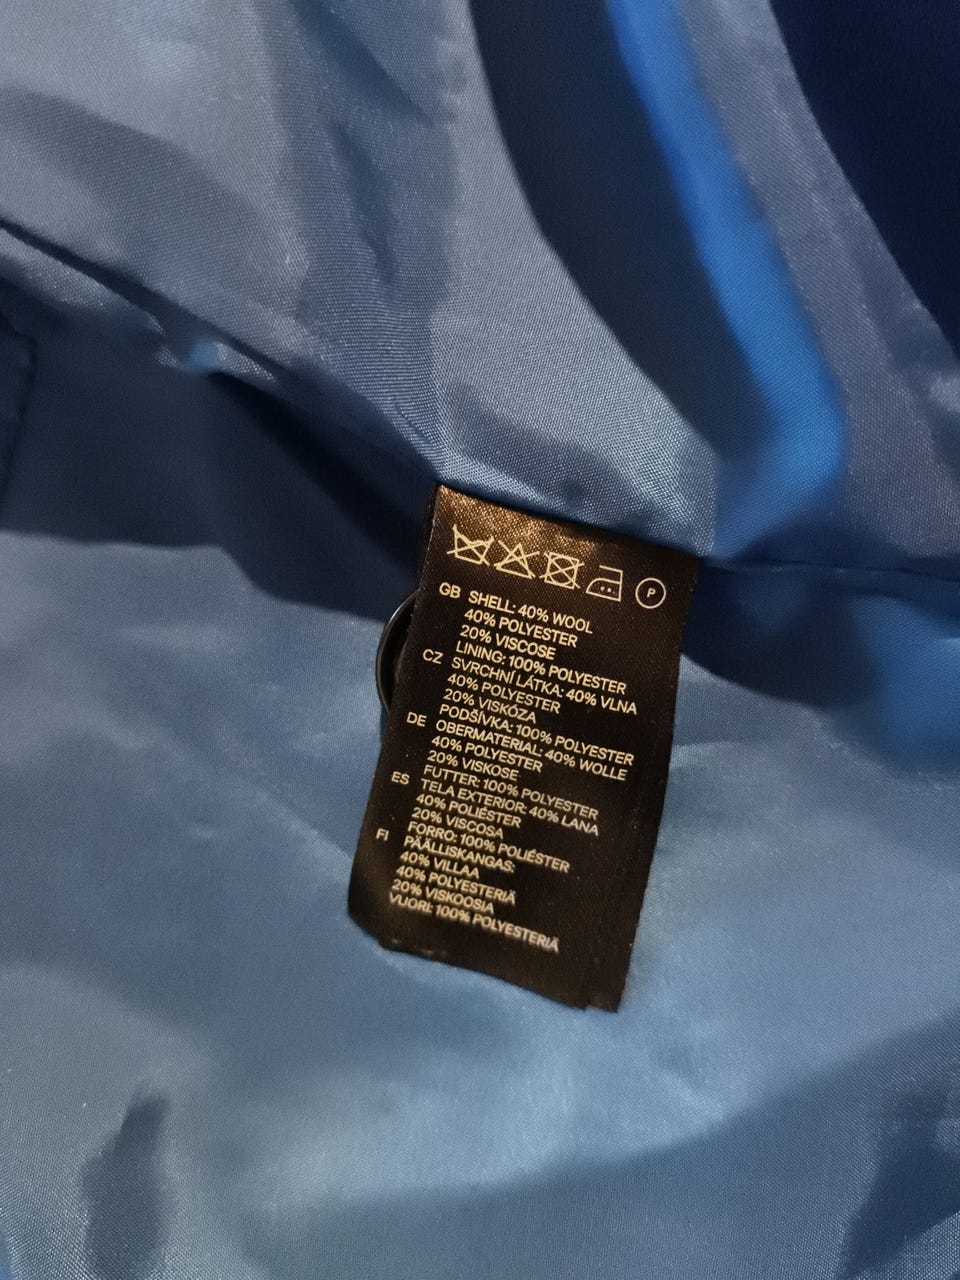 P
GB SHELL: 40% WOOL
40% POLYESTER
20% VISCOSE
LINING: 100% POLYESTER
CZ SVRCHNÍ LÁTKA: 40% VLNA
40% POLYESTER
20% VISKÓZA
PODŠÍVKA: 100% POLYESTER
DE OBERMATERIAL: 40% WOLLE
40% POLYESTER
20% VISKOSE
FUTTER: 100% POLYESTER
ES TELA EXTERIOR: 40% LANA
40% POLIÉSTER
20% VISCOSA
FORRO: 100% POLIÉSTER
FI PÄÄLLISKANGAS:
40% VILLAA
40% POLYESTERIÄ
20% VISKOOSIA
VUORI: 100% POLYESTERIÄ